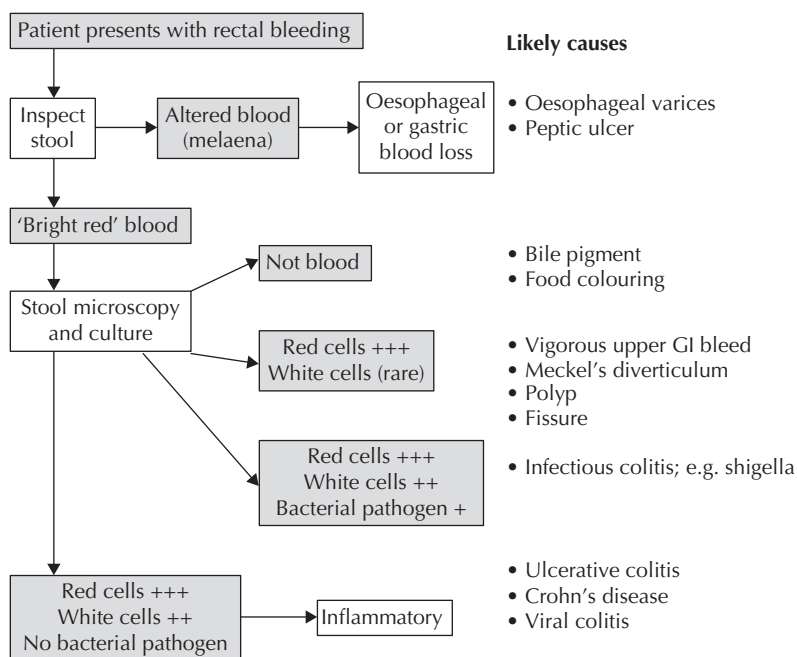 Patient presents with rectal bleeding
Likely causes
Inspect
stool
Altered blood
(melaena)
Oesophageal
or gastric
blood loss
• Oesophageal varices
• Peptic ulcer
‘Bright red’ blood
Not blood
• Bile pigment
• Food colouring
Stool microscopy
and culture
Red cells +++
White cells (rare)
• Vigorous upper GI bleed
• Meckel’s diverticulum
• Polyp
• Fissure
Red cells +++
White cells ++
Bacterial pathogen +
• Infectious colitis; e.g. shigella
Red cells +++
White cells ++
No bacterial pathogen
Inflammatory
• Ulcerative colitis
• Crohn’s disease
• Viral colitis